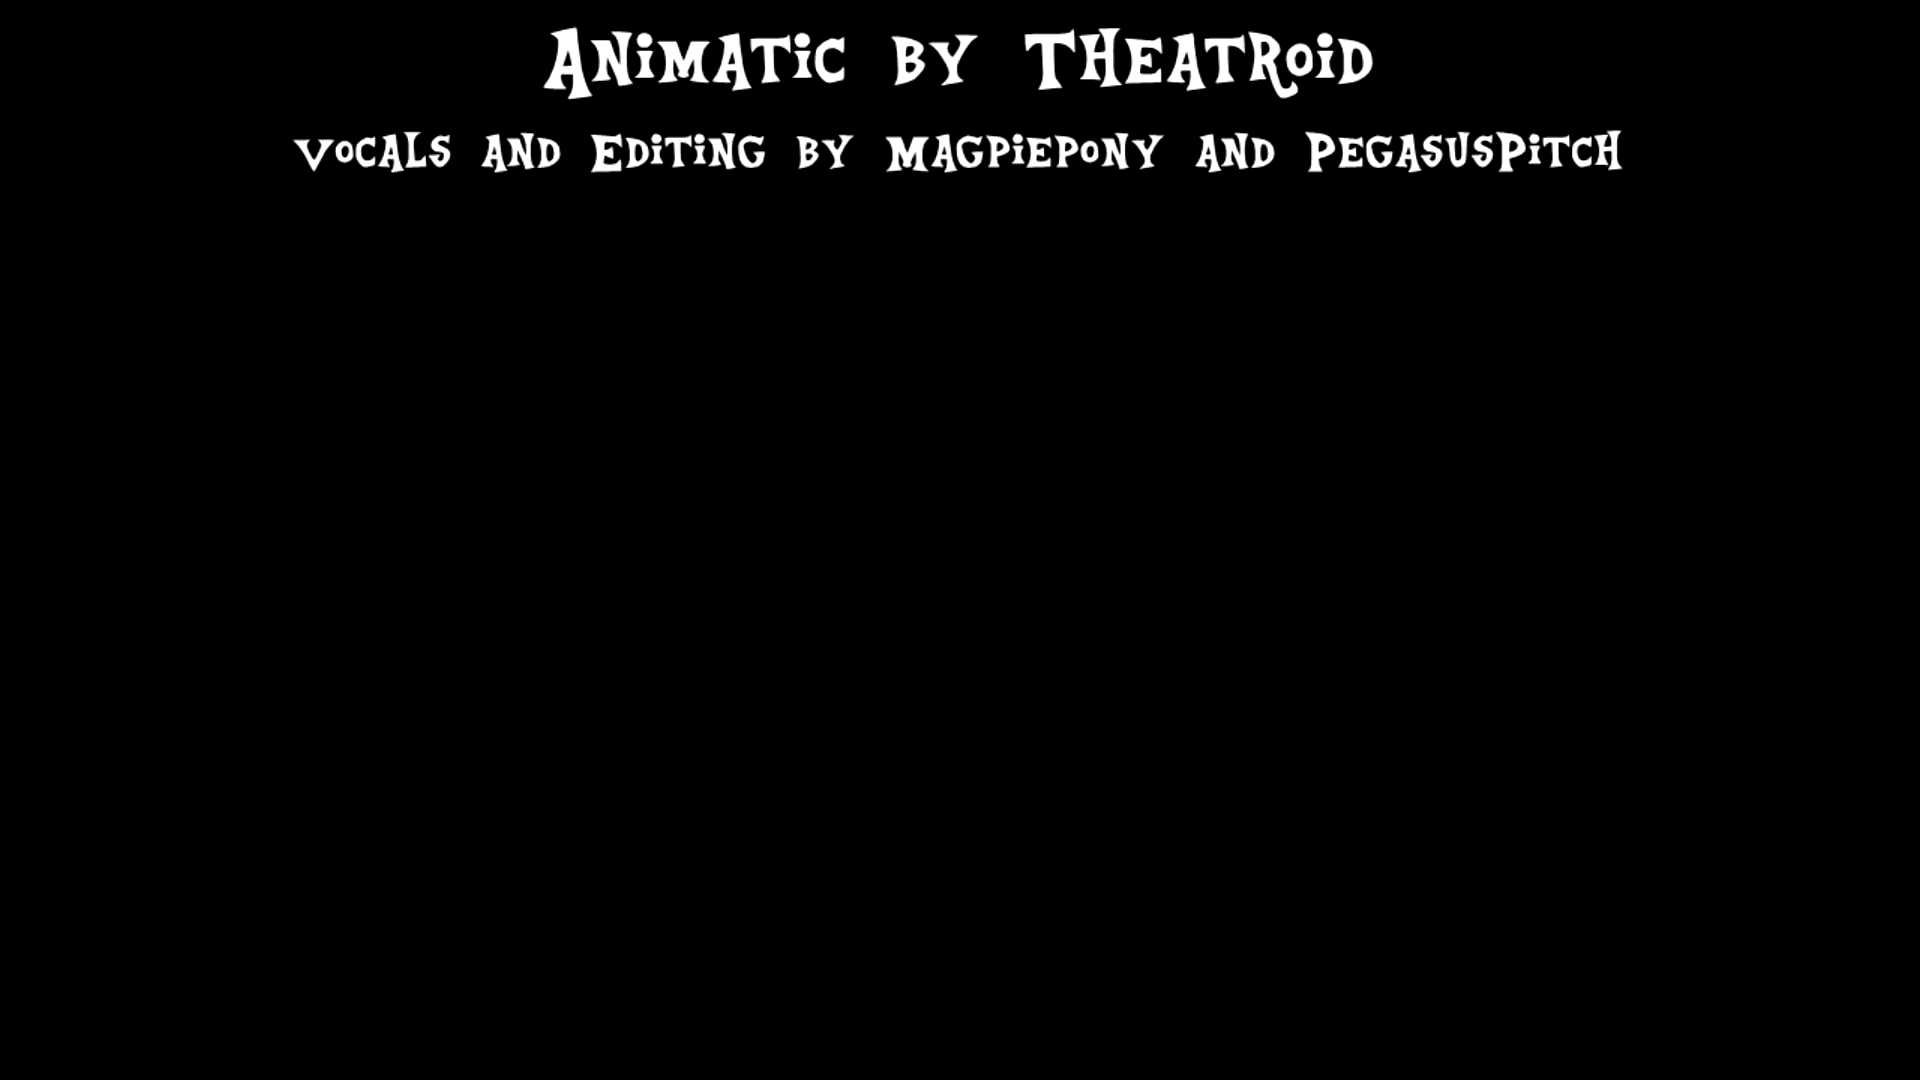 Animatic by Theatroid
Vocals and Editing by Magpiepony and PegasusPitch